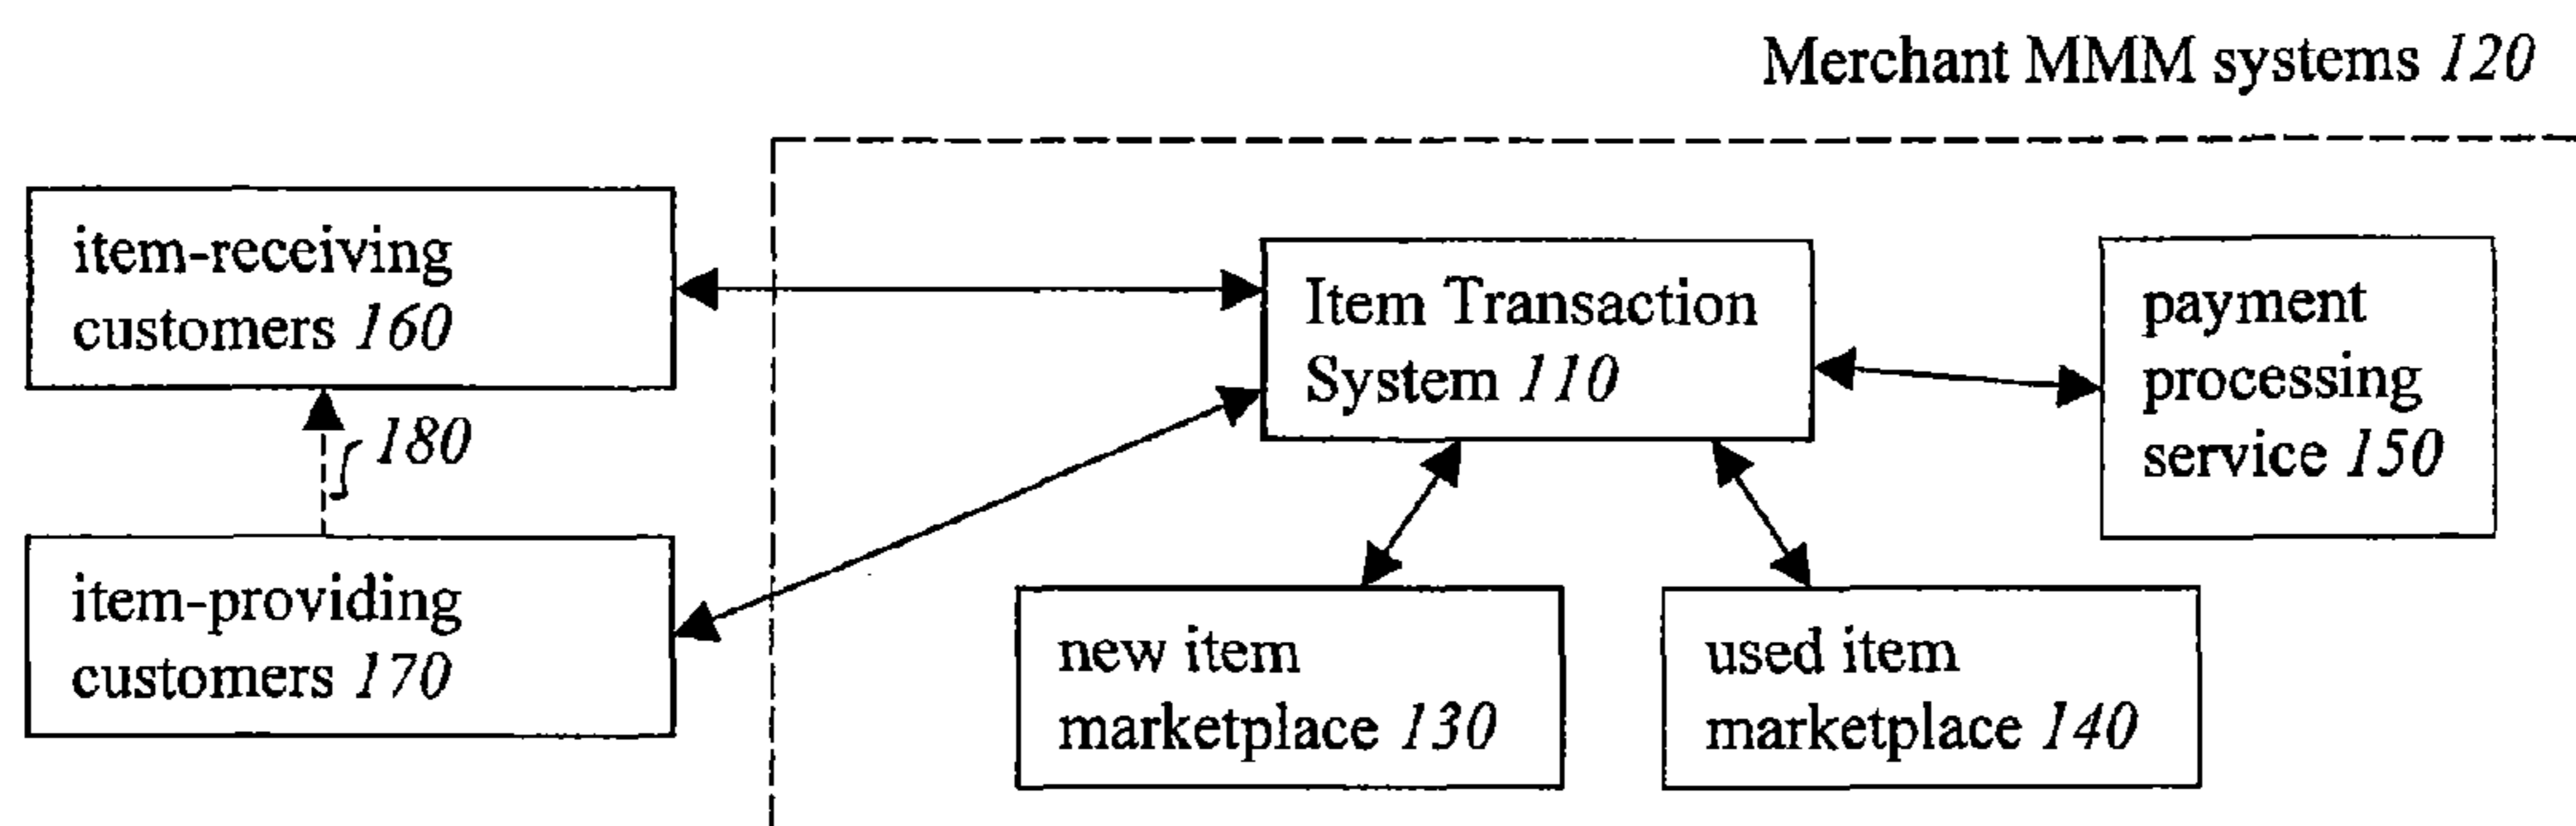 Merchant MMM systems 120
item-receiving
customers 160
Item Transaction
System 110
payment
processing
service 150
180
item-providing
customers 170
new item
marketplace 130
used item
marketplace 140